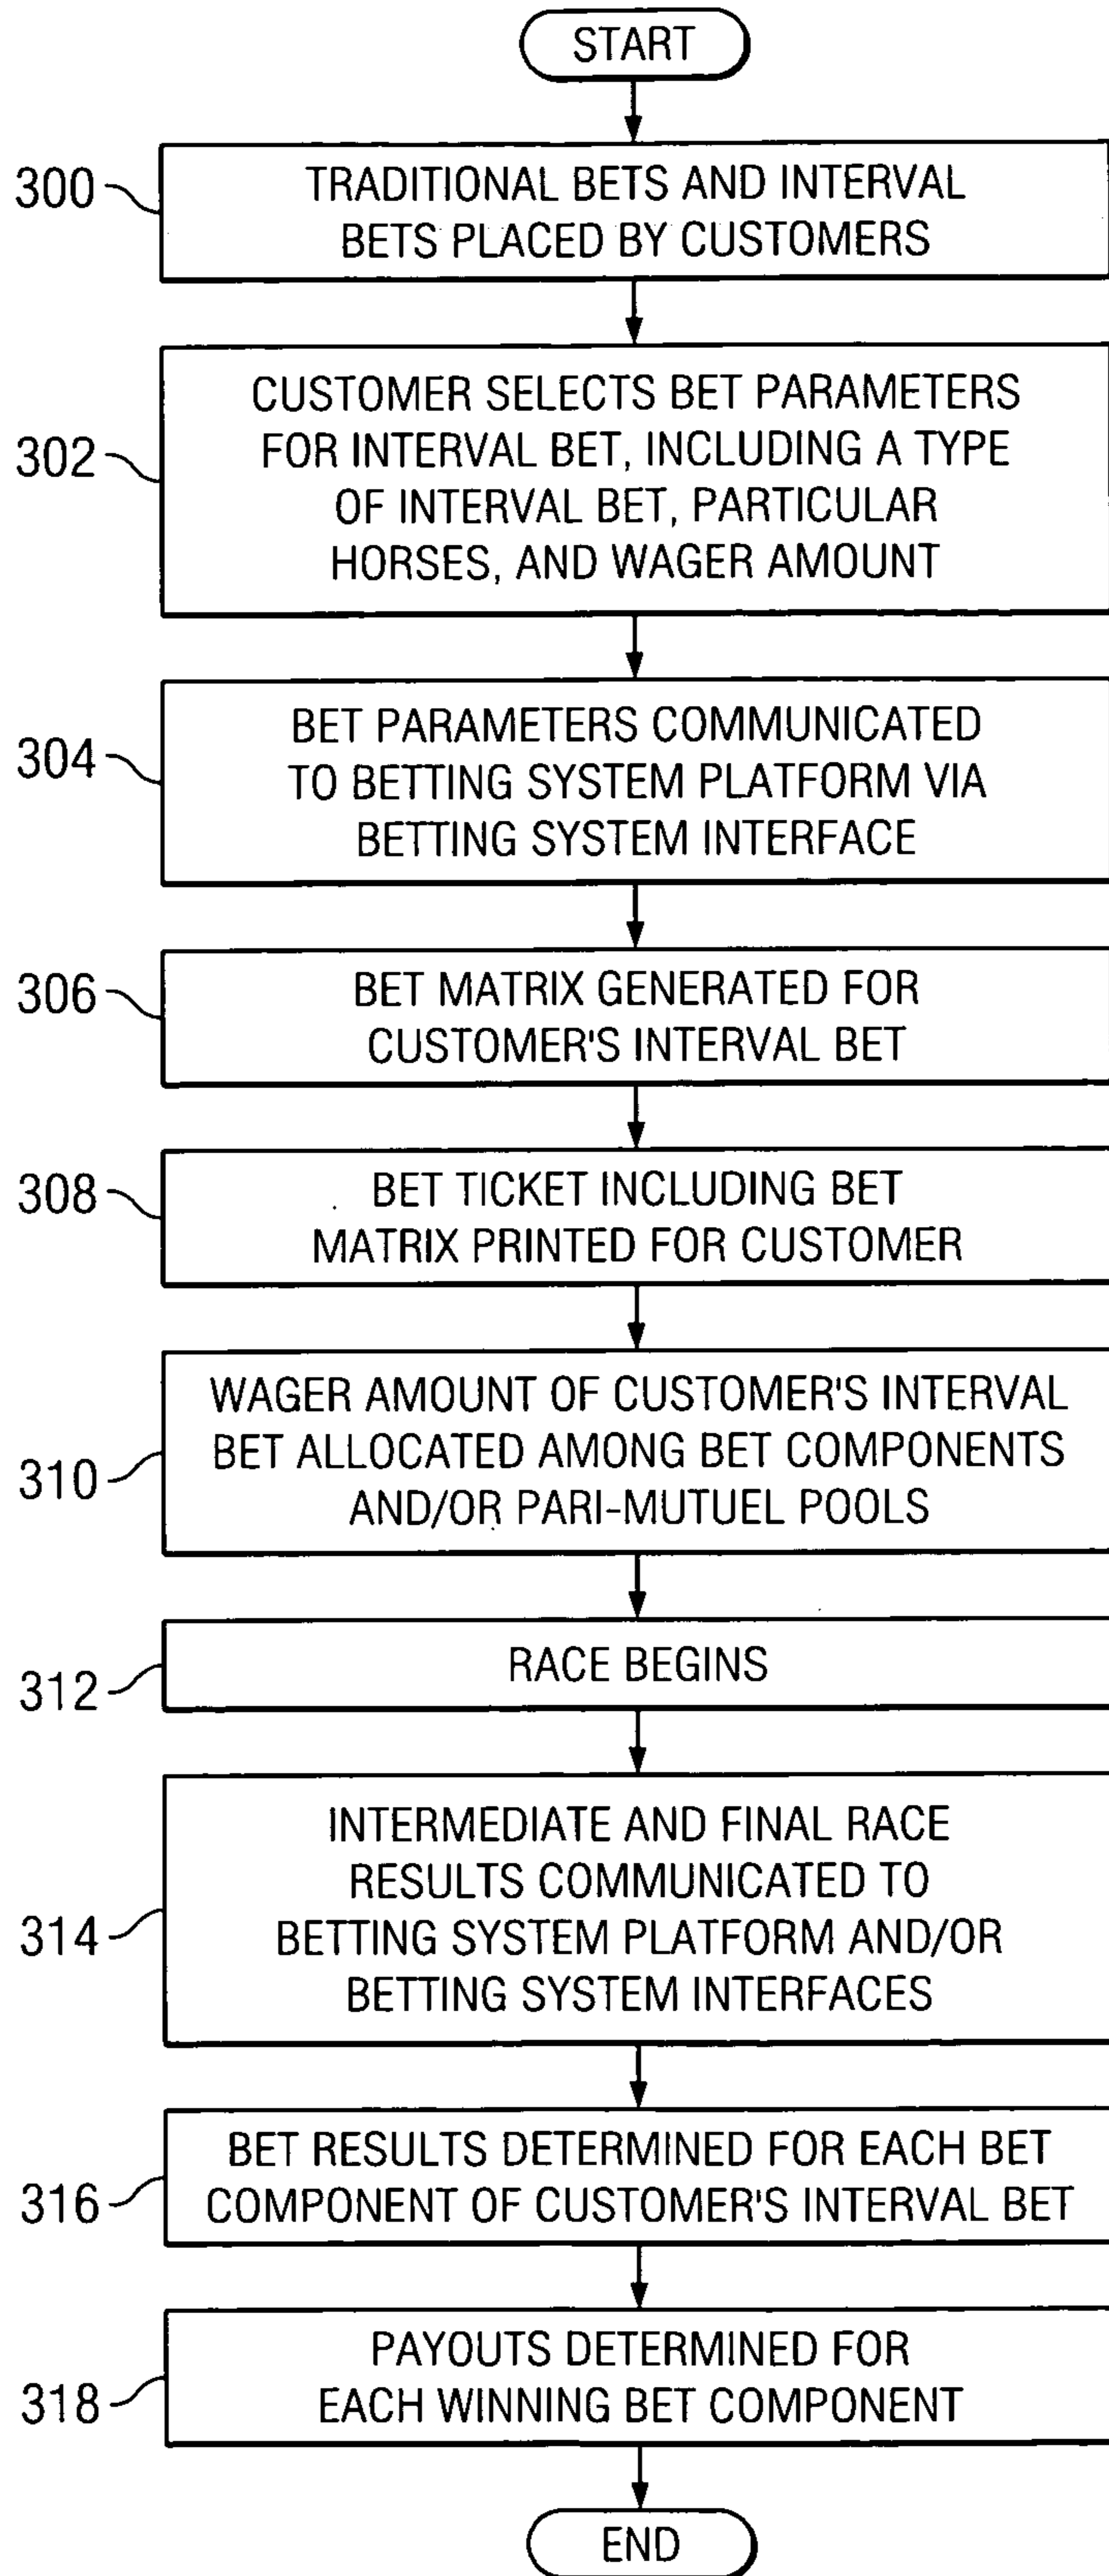 START
300
TRADITIONAL BETS AND INTERVAL
BETS PLACED BY CUSTOMERS
302
CUSTOMER SELECTS BET PARAMETERS
FOR INTERVAL BET, INCLUDING A TYPE
OF INTERVAL BET, PARTICULAR
HORSES, AND WAGER AMOUNT
304
BET PARAMETERS COMMUNICATED
TO BETTING SYSTEM PLATFORM VIA
BETTING SYSTEM INTERFACE
306
BET MATRIX GENERATED FOR
CUSTOMER'S INTERVAL BET
308
BET TICKET INCLUDING BET
MATRIX PRINTED FOR CUSTOMER
310
WAGER AMOUNT OF CUSTOMER'S INTERVAL
BET ALLOCATED AMONG BET COMPONENTS
AND/OR PARI-MUTUEL POOLS
312
RACE BEGINS
314
INTERMEDIATE AND FINAL RACE
RESULTS COMMUNICATED TO
BETTING SYSTEM PLATFORM AND/OR
BETTING SYSTEM INTERFACES
316
BET RESULTS DETERMINED FOR EACH BET
COMPONENT OF CUSTOMER'S INTERVAL BET
318
PAYOUTS DETERMINED FOR
EACH WINNING BET COMPONENT
END